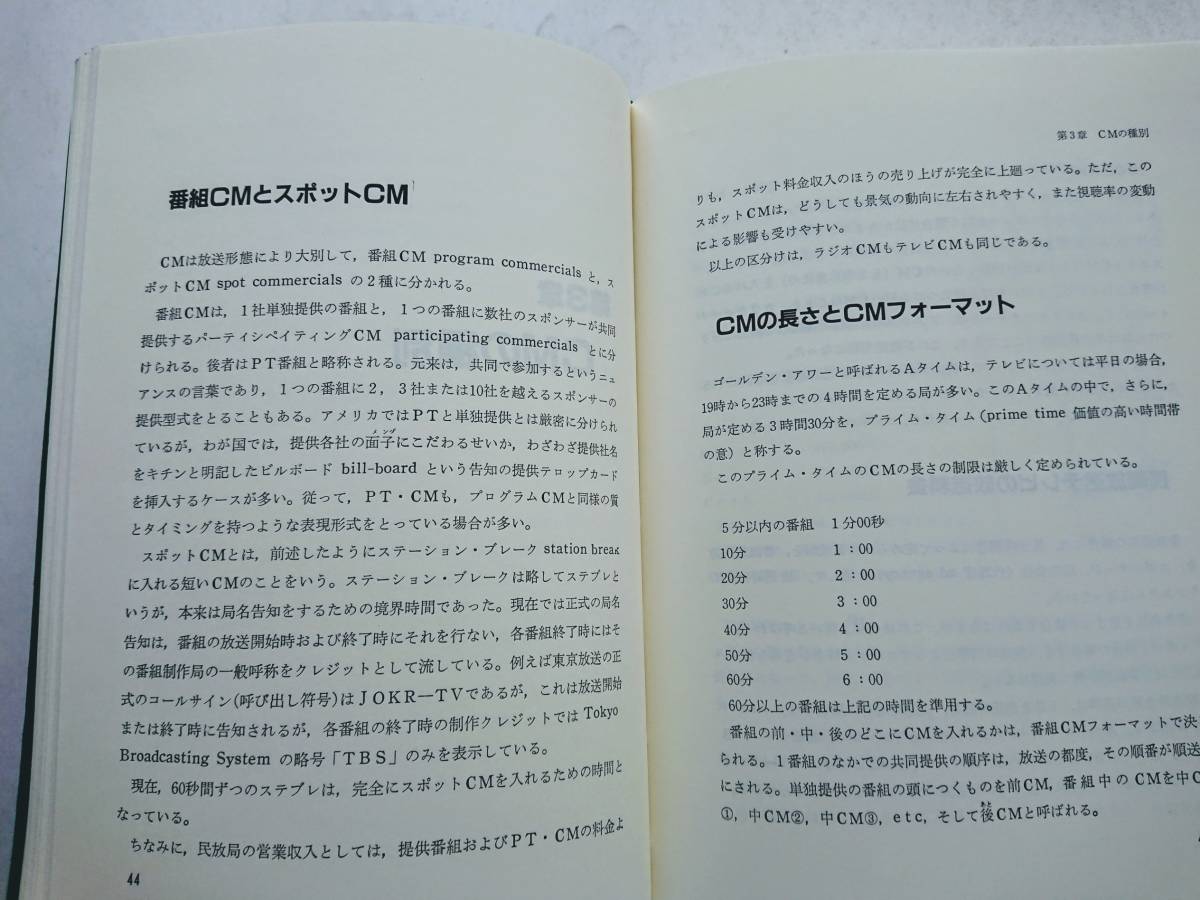 番組CMとスポットCM
CMは放送形態により大別して，番組CM program commercials と，ス
ポットCM spot commercials の２種に分かれる。
番組CMは，１社単独提供の番組と，１つの番組に数社のスポンサーが共同
提供するパーティシペイティングCM participating commercials とに分
けられる。後者はＰＴ番組と略称される。元来は，共同で参加するというニュ
アンスの言葉であり，１つの番組に２，３社または10社を越えるスポンサーの
提供型式をとることもある。アメリカではＰＴと単独提供とは厳密に分けられ
ているが，わが国では，提供各社の面子にこだわるせいか，わざわざ提供社名
メンツ
をキチンと明記したビルボード bill-board という告知の提供テロップカード
を挿入するケースが多い。従って，ＰＴ・CMも，プログラムCMと同様の質
とタイミングを持つような表現形式をとっている場合が多い。
スポットCMとは，前述したようにステーション・ブレーク station break
に入れる短いCMのことをいう。ステーション・ブレークは略してステブレと
いうが，本来は局名告知をするための境界時間であった。現在では正式の局名
告知は，番組の放送開始時および終了時にそれを行ない，各番組終了時にはそ
の番組制作局の一般呼称をクレジットとして流している。例えば東京放送の正
式のコールサイン(呼び出し符号)はＪＯＫＲ―ＴＶであるが，これは放送開始
または終了時に告知されるが，各番組の終了時の制作クレジットでは Tokyo
Broadcasting System の略号「ＴＢＳ」のみを表示している。
現在，60秒間ずつのステブレは，完全にスポットCMを入れるための時間と
なっている。
ちなみに，民放局の営業収入としては，提供番組およびＰＴ・CMの料金よ
44
第３章　CMの種別
りも，スポット料金収入のほうの売り上げが完全に上廻っている。ただ，この
スポットCMは，どうしても景気の動向に左右されやすく，また視聴率の変動
による影響も受けやすい。
以上の区分けは，ラジオCMもテレビCMも同じである。
CMの長さとCMフォーマット
ゴールデン・アワーと呼ばれるＡタイムは，テレビについては平日の場合，
19時から23時までの４時間を定める局が多い。このＡタイムの中で，さらに，
局が定める３時間30分を，プライム・タイム(prime time 価値の高い時間帯
の意）と称する。
このプライム・タイムのCMの長さの制限は厳しく定められている。
５分以内の番組　１分00秒
10分　１：00
20分　２：00
30分　３：00
40分　４：00
50分　５：00
60分　６：00
60分以上の番組は上記の時間を準用する。
番組の前・中・後のどこにCMを入れるかは，番組CMフォーマットで決
られる。１番組のなかでの共同提供の順序は，放送の都度，その順番が順送
にされる。単独提供の番組の頭につくものを前CM，番組中の CMを中C
①，中CM②，中CM③，etc，そして後CMと呼ばれる。
あと